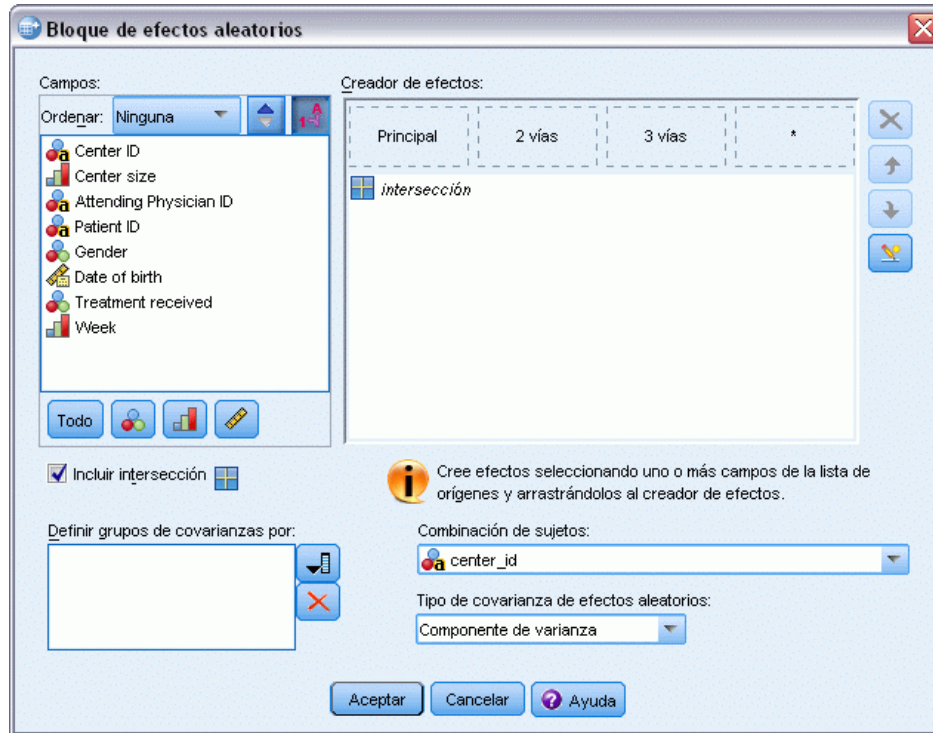 Bloque de efectos aleatorios
Campos:
Ordenar: Ninguna
Center ID
Center size
Attending Physician ID
Patient ID
Gender
Date of birth
Treatment received
Week
Todo
Incluir intersección
Definir grupos de covarianzas por:
Creador de efectos:
Principal
2 vías
3 vías
*
intersección
Cree efectos seleccionando uno o más campos de la lista de
orígenes y arrastrándolos al creador de efectos.
Combinación de sujetos:
center_id
Tipo de covarianza de efectos aleatorios:
Componente de varianza
Aceptar
Cancelar
Ayuda